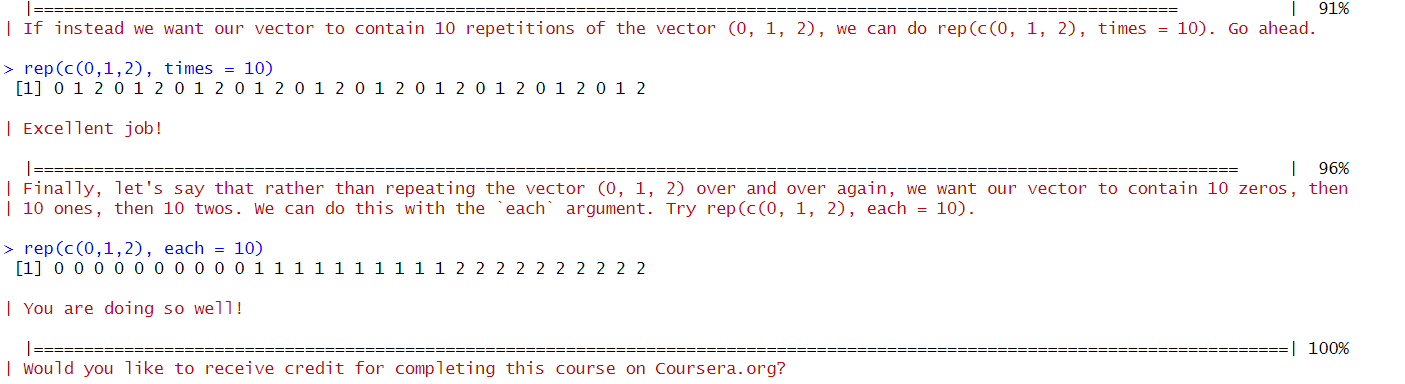 |===================================================================================================================            |  91%
| If instead we want our vector to contain 10 repetitions of the vector (0, 1, 2), we can do rep(c(0, 1, 2), times = 10). Go ahead.
> rep(c(0,1,2), times = 10)
[1] 0 1 2 0 1 2 0 1 2 0 1 2 0 1 2 0 1 2 0 1 2 0 1 2 0 1 2 0 1 2
| Excellent job!
|=========================================================================================================================      |  96%
| Finally, let's say that rather than repeating the vector (0, 1, 2) over and over again, we want our vector to contain 10 zeros, then
| 10 ones, then 10 twos. We can do this with the `each` argument. Try rep(c(0, 1, 2), each = 10).
> rep(c(0,1,2), each = 10)
[1] 0 0 0 0 0 0 0 0 0 0 1 1 1 1 1 1 1 1 1 1 2 2 2 2 2 2 2 2 2 2
| You are doing so well!
|==============================================================================================================================| 100%
| Would you like to receive credit for completing this course on Coursera.org?